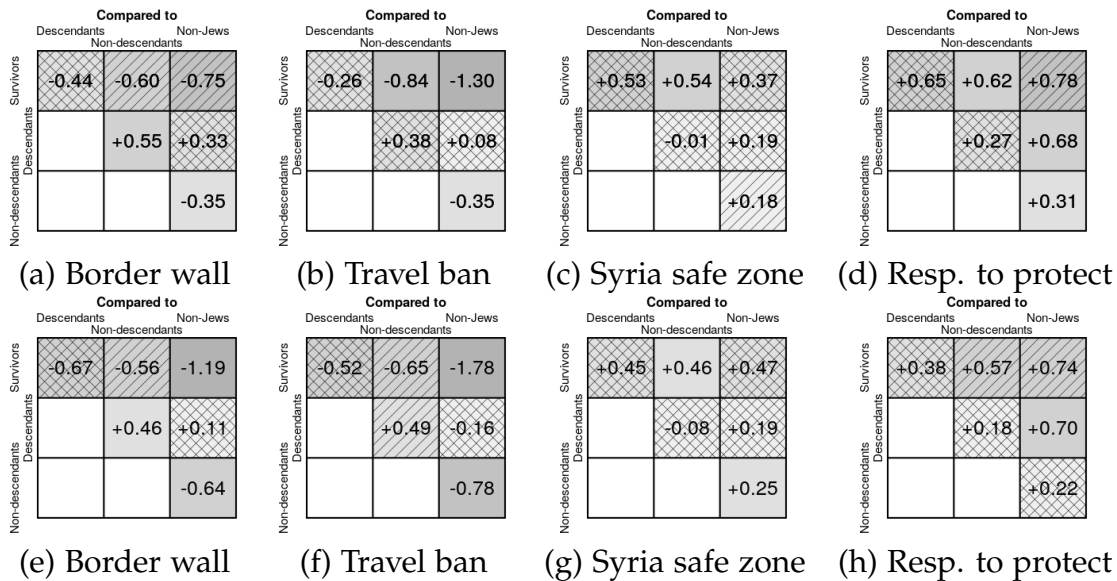 Compared to Compared to Compared to Compared to
Descendants Non-Jews Descendants Non-Jews Descendants Non-Jews Descendants Non-Jews
Non-descendants Non-descendants Non-descendants Non-descendants
Survivors -0.44 -0.60 -0.75 Survivors -0.26 -0.84 -1.30 Survivors +0.53 +0.54 +0.37 Survivors +0.65 +0.62 +0.78
Descendants +0.55 +0.33 Descendants +0.38 +0.08 Descendants -0.01 +0.19 Descendants +0.27 +0.68
Non-descendants -0.35 Non-descendants -0.35 Non-descendants +0.18 Non-descendants +0.31
(a) Border wall (b) Travel ban (c) Syria safe zone (d) Resp. to protect
Compared to Compared to Compared to Compared to
Descendants Non-Jews Descendants Non-Jews Descendants Non-Jews Descendants Non-Jews
Non-descendants Non-descendants Non-descendants Non-descendants
Survivors -0.67 -0.56 -1.19 Survivors -0.52 -0.65 -1.78 Survivors +0.45 +0.46 +0.47 Survivors +0.38 +0.57 +0.74
Descendants +0.46 +0.11 Descendants +0.49 -0.16 Descendants -0.08 +0.19 Descendants +0.18 +0.70
Non-descendants -0.64 Non-descendants -0.78 Non-descendants +0.25 Non-descendants +0.22
(e) Border wall (f) Travel ban (g) Syria safe zone (h) Resp. to protect